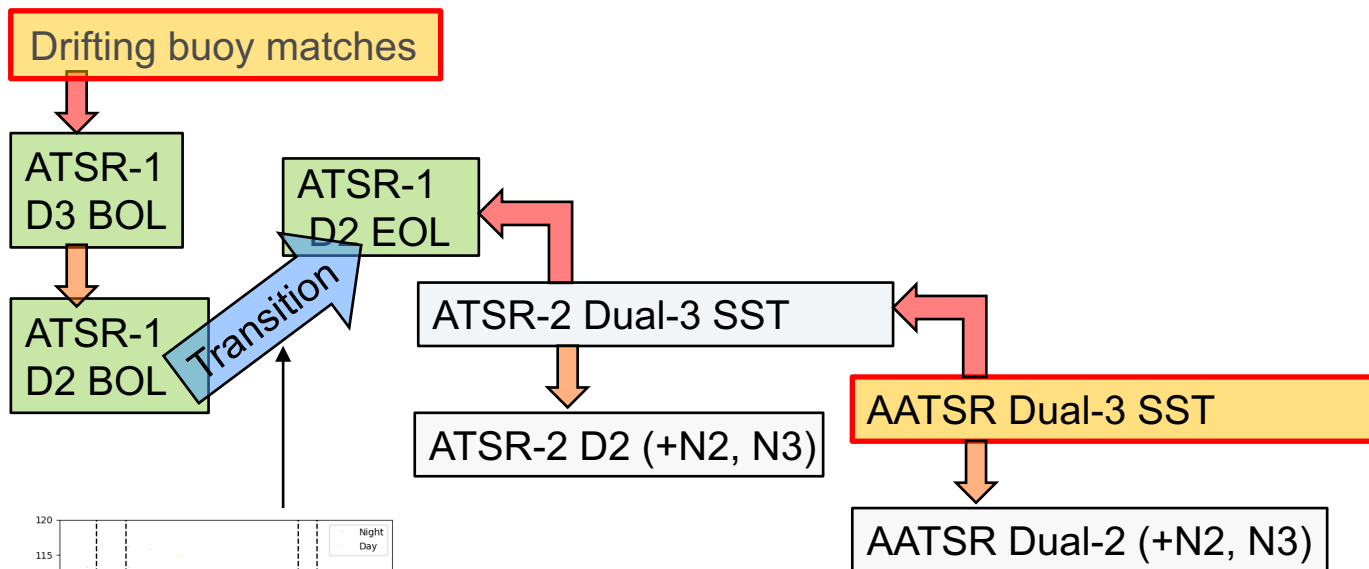 Drifting buoy matches
ATSR-1
D3 BOL
ATSR-1
D2 EOL
ATSR-1
D2 BOL
Transition
ATSR-2 Dual-3 SST
ATSR-2 D2 (+N2, N3)
AATSR Dual-3 SST
AATSR Dual-2 (+N2, N3)
120
115
Night
Day